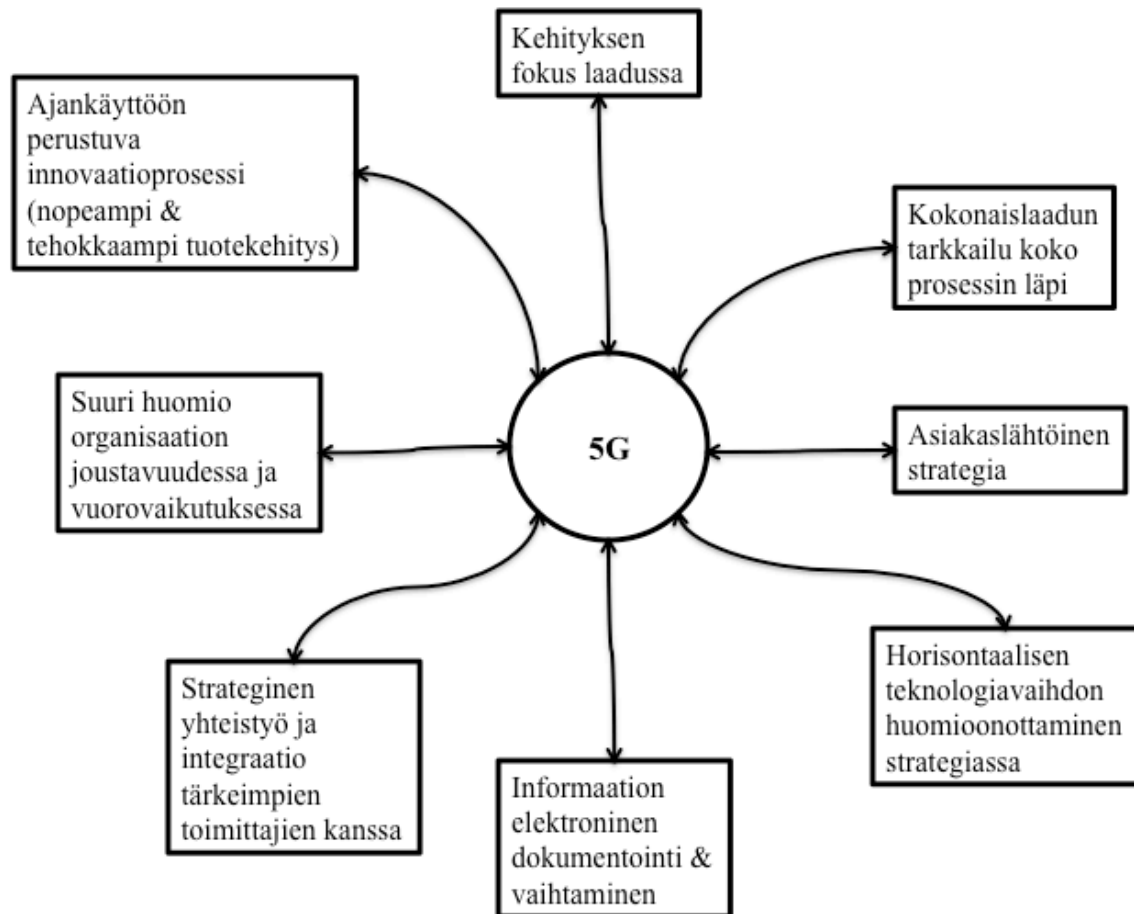 Kehityksen
fokus laadussa
Ajankäyttöön
perustuva
innovaatioprosessi
(nopeampi &
tehokkaampi tuotekehitys)
Kokonaislaadun
tarkkailu koko
prosessin läpi
Suuri huomio
organisaation
joustavuudessa ja
vuorovaikutuksessa
5G
Asiakaslähtöinen
strategia
Strateginen
yhteistyö ja
integraatio
tärkeimpien
toimittajien kanssa
Informaation
elektroninen
dokumentointi &
vaihtaminen
Horisontaalisen
teknologiavaihdon
huomioonottaminen
strategiassa